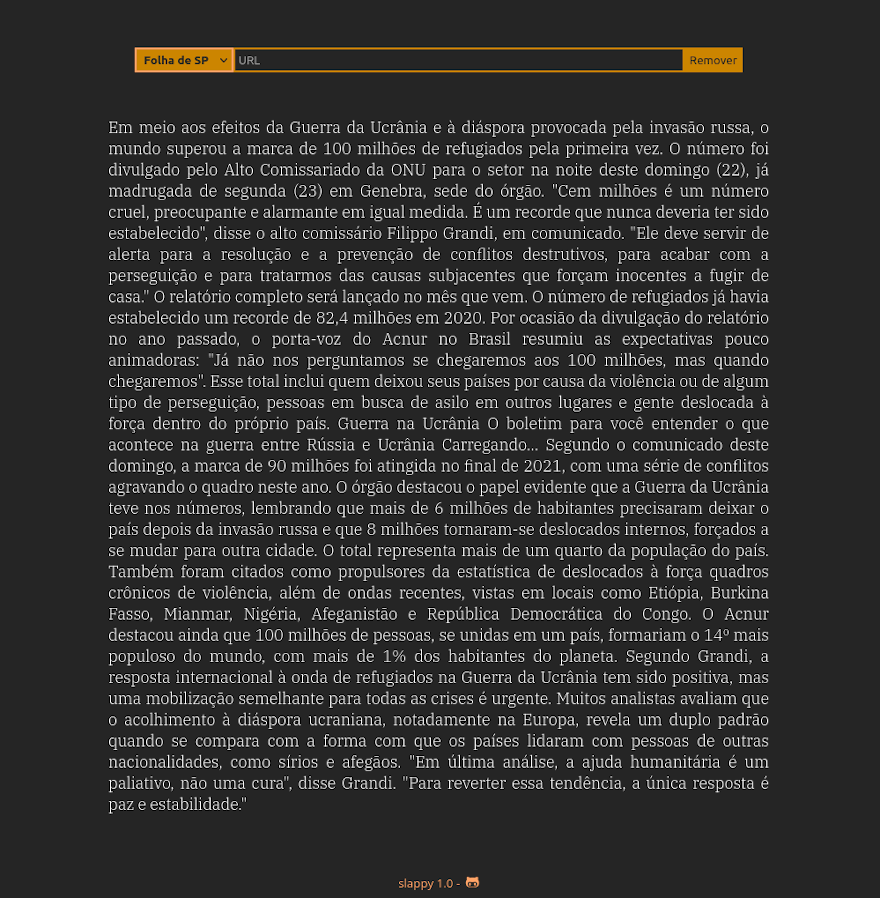 Folha de SP URL Remover
Em meio aos efeitos da Guerra da Ucrânia e à diáspora provocada pela invasão russa, o
mundo superou a marca de 100 milhões de refugiados pela primeira vez. O número foi
divulgado pelo Alto Comissariado da ONU para o setor na noite deste domingo (22), já
madrugada de segunda (23) em Genebra, sede do órgão. "Cem milhões é um número
cruel, preocupante e alarmante em igual medida. É um recorde que nunca deveria ter sido
estabelecido", disse o alto comissário Filippo Grandi, em comunicado. "Ele deve servir de
alerta para a resolução e a prevenção de conflitos destrutivos, para acabar com a
perseguição e para tratarmos das causas subjacentes que forçam inocentes a fugir de
casa." O relatório completo será lançado no mês que vem. O número de refugiados já havia
estabelecido um recorde de 82,4 milhões em 2020. Por ocasião da divulgação do relatório
no ano passado, o porta-voz do Acnur no Brasil resumiu as expectativas pouco
animadoras: "Já não nos perguntamos se chegaremos aos 100 milhões, mas quando
chegaremos". Esse total inclui quem deixou seus países por causa da violência ou de algum
tipo de perseguição, pessoas em busca de asilo em outros lugares e gente deslocada à
força dentro do próprio país. Guerra na Ucrânia O boletim para você entender o que
acontece na guerra entre Rússia e Ucrânia Carregando... Segundo o comunicado deste
domingo, a marca de 90 milhões foi atingida no final de 2021, com uma série de conflitos
agravando o quadro neste ano. O órgão destacou o papel evidente que a Guerra da Ucrânia
teve nos números, lembrando que mais de 6 milhões de habitantes precisaram deixar o
país depois da invasão russa e que 8 milhões tornaram-se deslocados internos, forçados a
se mudar para outra cidade. O total representa mais de um quarto da população do país.
Também foram citados como propulsores da estatística de deslocados à força quadros
crônicos de violência, além de ondas recentes, vistas em locais como Etiópia, Burkina
Fasso, Mianmar, Nigéria, Afeganistão e República Democrática do Congo. O Acnur
destacou ainda que 100 milhões de pessoas, se unidas em um país, formariam o 14º mais
populoso do mundo, com mais de 1% dos habitantes do planeta. Segundo Grandi, a
resposta internacional à onda de refugiados na Guerra da Ucrânia tem sido positiva, mas
uma mobilização semelhante para todas as crises é urgente. Muitos analistas avaliam que
o acolhimento à diáspora ucraniana, notadamente na Europa, revela um duplo padrão
quando se compara com a forma com que os países lidaram com pessoas de outras
nacionalidades, como sírios e afegãos. "Em última análise, a ajuda humanitária é um
paliativo, não uma cura", disse Grandi. "Para reverter essa tendência, a única resposta é
paz e estabilidade."
slappy 1.0 -